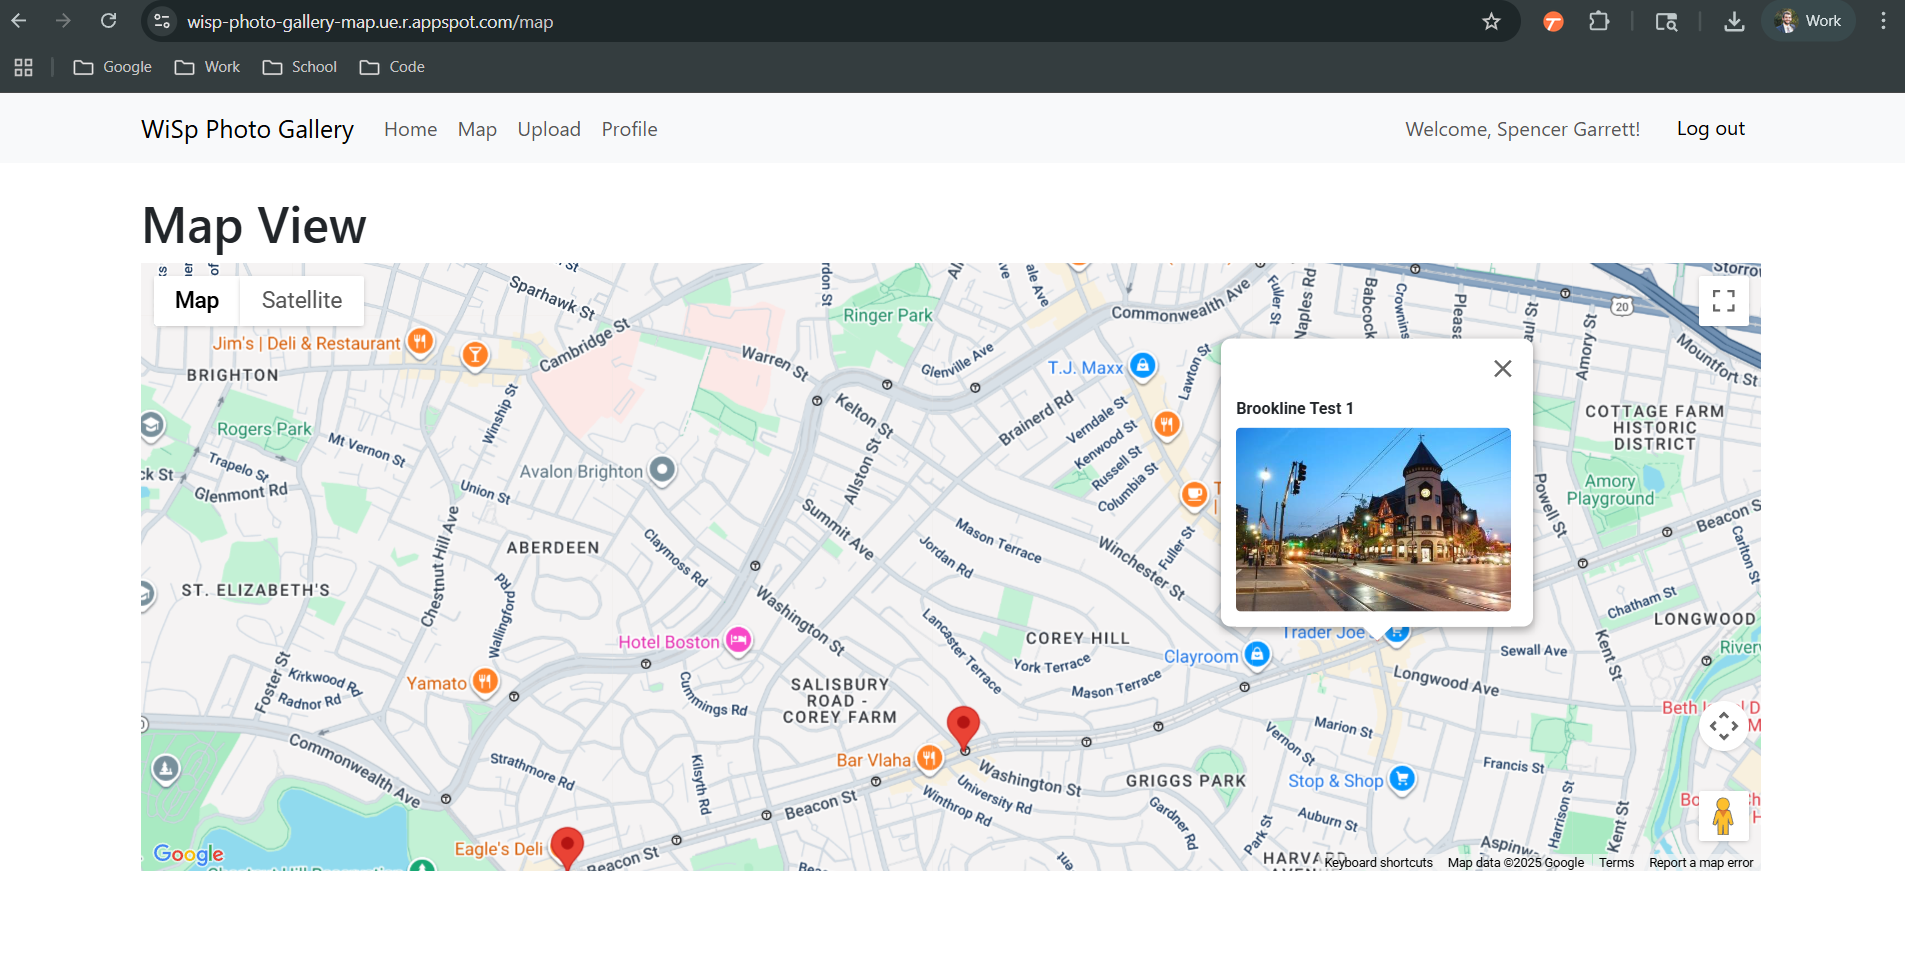 wisp-photo-gallery-map.ue.r.appspot.com/map
Work
Google
Work
School
Code
WiSp Photo Gallery
Home
Map
Upload
Profile
Welcome, Spencer Garrett!
Log out
Map View
Map
Satellite
Sparhawk St
Cambridge St
Ringer Park
Commonwealth Ave
Fuller St
Naples Rd
Babcock
Amory St
20
Mountfort St
Jim's | Deli & Restaurant
BRIGHTON
Warren St
Glenville Ave
T.J. Maxx
Lawton St
Winship St
Kelton St
Brainerd Rd
Verndale St
Kenwood St
Russell St
Columbia St
Rogers Park
Mt Vernon St
Trapelo St
Glenmont Rd
Union St
Avalon Brighton
Allston St
Brookline Test 1
COTTAGE FARM
HISTORIC
DISTRICT
Amory
Playground
Powell St
Beacon S
Carlton St
Chestnut Hill Ave
ABERDEEN
Claymoss Rd
Summit Ave
Jordan Rd
Mason Terrace
Winchester St
Fuller St
ST. ELIZABETH'S
Wallingford Rd
Washington St
Lancaster Terrace
COREY HILL
York Terrace
Mason Terrace
Clayroom
Trader Joe
Chatham St
LONGWOOD
Kent St
Sewall Ave
Longwood Ave
Hotel Boston
Foster St
Kirkwood Rd
Radnor Rd
Yamato
Cummings Rd
SALISBURY
ROAD -
COREY FARM
Marion St
Vernon St
Commonwealth Ave
Strathmore Rd
Kilsyth Rd
Bar Vlaha
Washington St
University Rd
Winthrop Rd
Beacon St
GRIGGS PARK
Stop & Shop
Francis St
Gardner Rd
Park St
Auburn St
Harrison St
Kent St
Eagle's Deli
Beacon St
Google
Keyboard shortcuts
Map data ©2025 Google
Terms
Report a map error